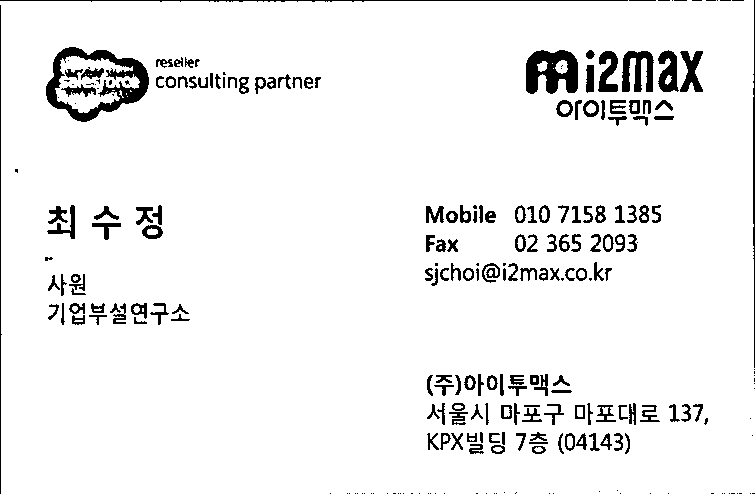 salesforce
reseller
consulting partner
i2max
아이투맥스
최 수 정
사원
기업부설연구소
Mobile 010 7158 1385
Fax 02 365 2093
sjchoi@i2max.co.kr
(주)아이투맥스
서울시 마포구 마포대로 137,
KPX빌딩 7층 (04143)